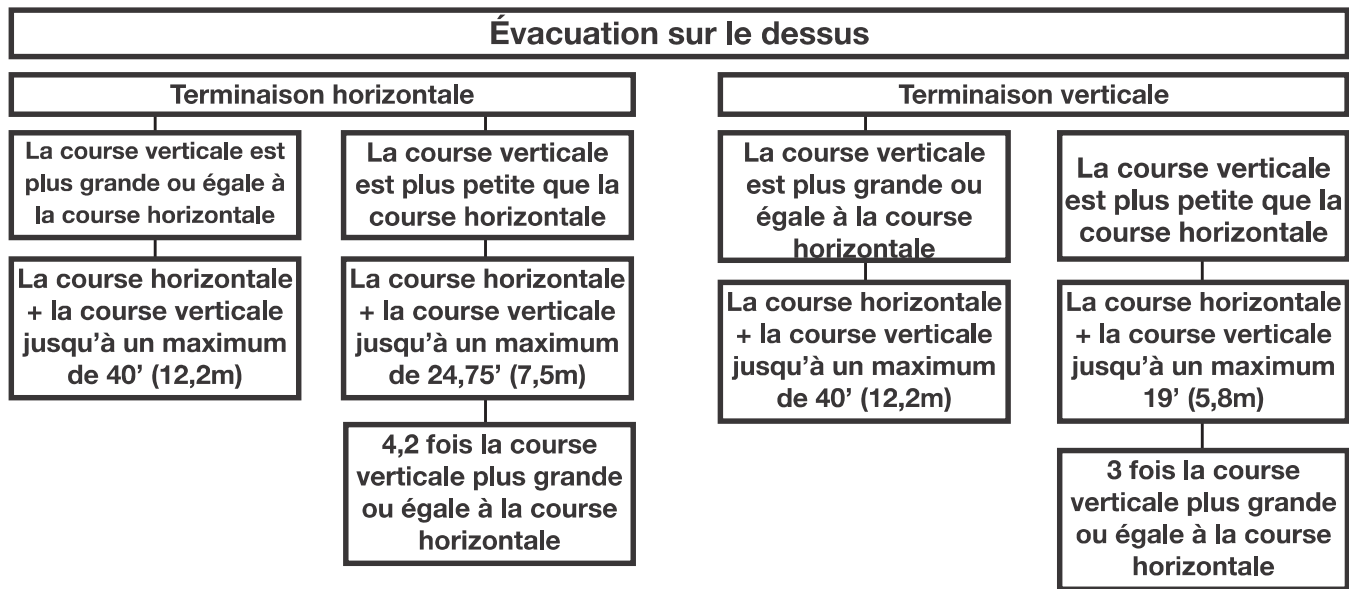 Évacuation sur le dessus
Terminaison horizontale
La course verticale est
plus grande ou égale à
la course horizontale
La course horizontale
+ la course verticale
jusqu’à un maximum
de 40’ (12,2m)
La course verticale
est plus petite que la
course horizontale
La course horizontale
+ la course verticale
jusqu’à un maximum
de 24,75’ (7,5m)
4,2 fois la course
verticale plus grande
ou égale à la course
horizontale
Terminaison verticale
La course verticale
est plus grande ou
égale à la course
horizontale
La course horizontale
+ la course verticale
jusqu’à un maximum
de 40’ (12,2m)
La course verticale
est plus petite que la
course horizontale
La course horizontale
+ la course verticale
jusqu’à un maximum
19’ (5,8m)
3 fois la course
verticale plus grande
ou égale à la course
horizontale